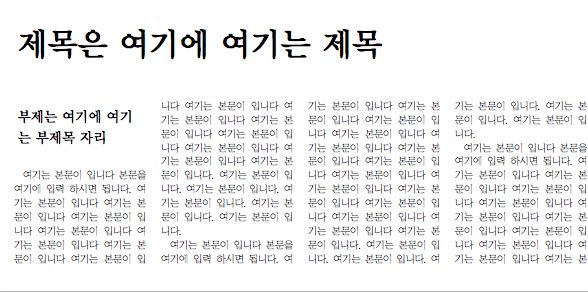 제목은 여기에 여기는 제목
부제는 여기에 여기
는 부제목 자리
여기는 본문이 입니다 본문을
여기에 입력 하시면 됩니다. 여
기는 본문이 입니다 여기는 본
문이 입니다 여기는 본문이 입
니다 여기는 본문이 입니다 여
기는 본문이 입니다 여기는 본
문이 입니다 여기는 본문이 입
니다 여기는 본문이 입니다 여
기는 본문이 입니다 여기는 본
문이 입니다 여기는 본문이 입
니다 여기는 본문이 입니다 여
기는 본문이 입니다 여기는 본
문이 입니다. 여기는 본문이 입
니다. 여기는 본문이 입니다. 여
기는 본문이 입니다. 여기는 본
문이 입니다. 여기는 본문이 입
니다.
여기는 본문이 입니다 본문을
여기에 입력 하시면 됩니다. 여
기는 본문이 입니다 여기는 본
문이 입니다 여기는 본문이 입
니다 여기는 본문이 입니다 여
기는 본문이 입니다 여기는 본
문이 입니다 여기는 본문이 입
니다 여기는 본문이 입니다 여
기는 본문이 입니다 여기는 본
문이 입니다 여기는 본문이 입
니다 여기는 본문이 입니다 여
기는 본문이 입니다 여기는 본
문이 입니다. 여기는 본문이 입
니다. 여기는 본문이 입니다. 여
기는 본문이 입니다. 여기는 본
문이 입니다. 여기는 본문이 입
니다.
여기는 본문이 입니다 본문을
여기에 입력 하시면 됩니다. 여
기는 본문이 입니다 여기는 본
문이 입니다 여기는 본문이 입
니다 여기는 본문이 입니다 여
기는 본문이 입니다 여기는 본
문이 입니다 여기는 본문이 입
니다 여기는 본문이 입니다 여
기는 본문이 입니다 여기는 본